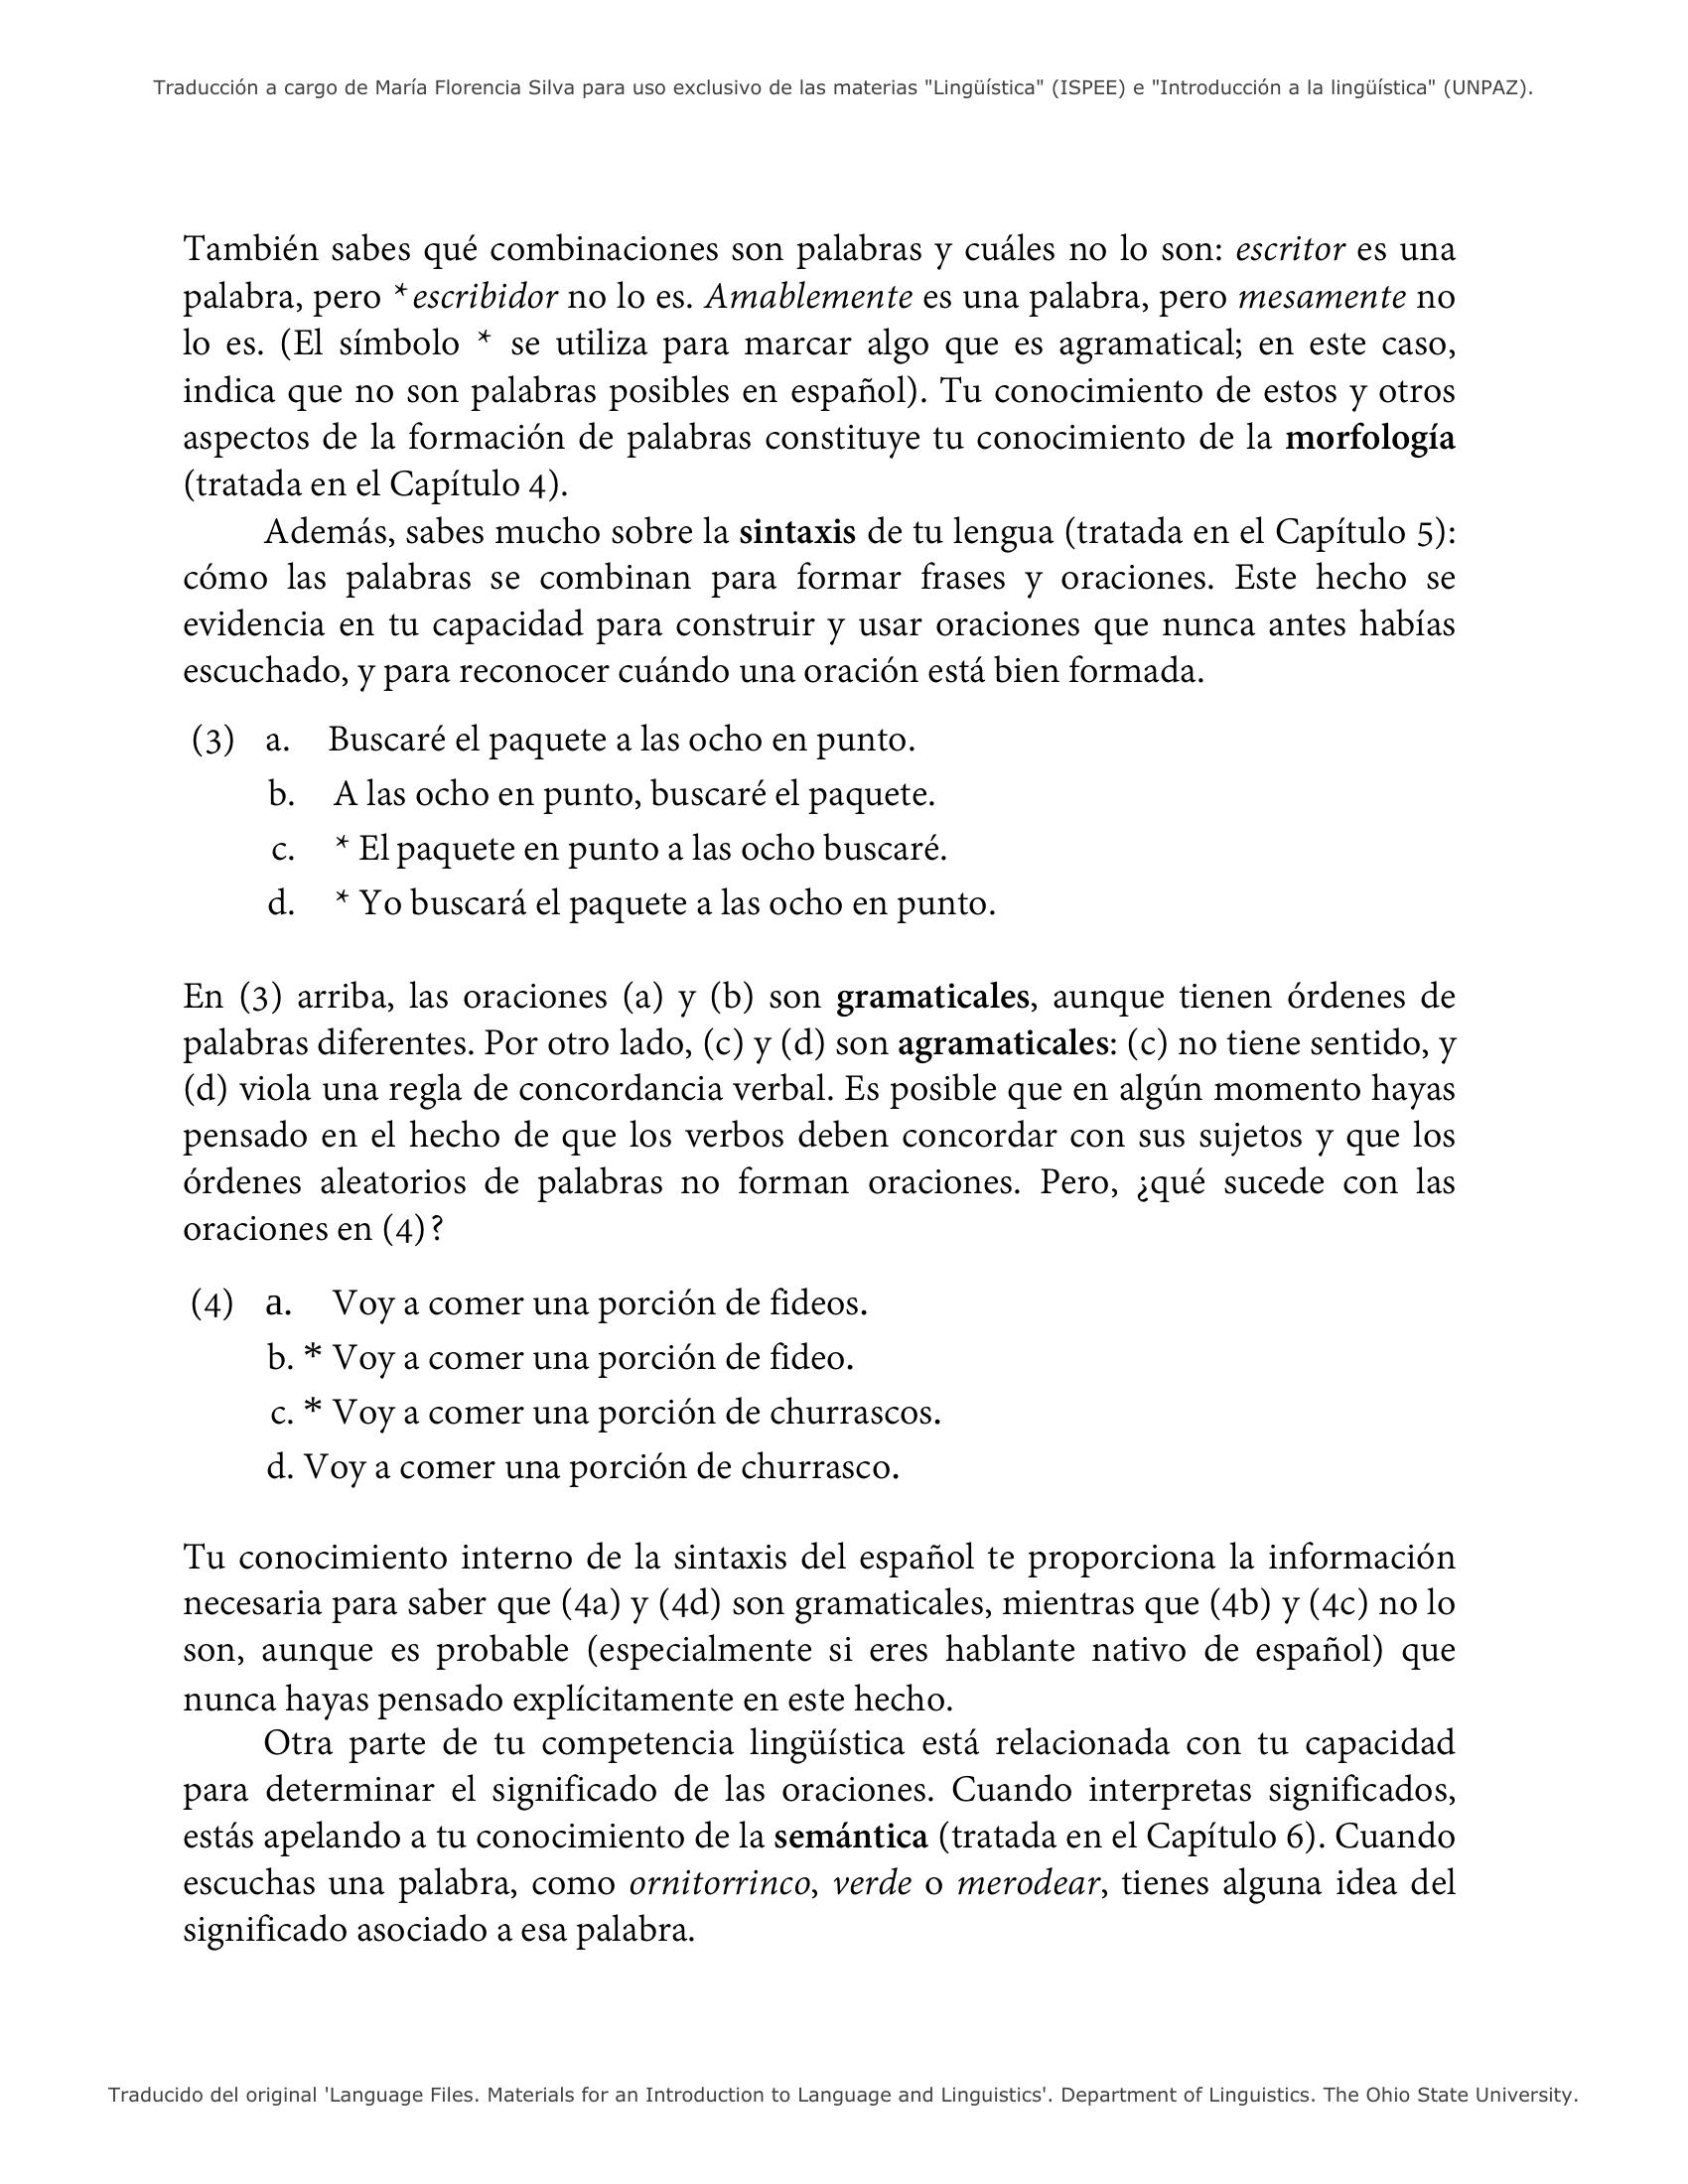 Traducción a cargo de María Florencia Silva para uso exclusivo de las materias "Lingüística" (ISPEE) e "Introducción a la lingüística" (UNPAZ).
También sabes qué combinaciones son palabras y cuáles no lo son: escritor es una
palabra, pero *escribidor no lo es. Amablemente es una palabra, pero mesamente no
lo es. (El símbolo * se utiliza para marcar algo que es agramatical; en este caso,
indica que no son palabras posibles en español). Tu conocimiento de estos y otros
aspectos de la formación de palabras constituye tu conocimiento de la morfología
(tratada en el Capítulo 4).
Además, sabes mucho sobre la sintaxis de tu lengua (tratada en el Capítulo 5):
cómo las palabras se combinan para formar frases y oraciones. Este hecho se
evidencia en tu capacidad para construir y usar oraciones que nunca antes habías
escuchado, y para reconocer cuándo una oración está bien formada.
(3) a. Buscaré el paquete a las ocho en punto.
b. A las ocho en punto, buscaré el paquete.
c. * El paquete en punto a las ocho buscaré.
d. * Yo buscará el paquete a las ocho en punto.
En (3) arriba, las oraciones (a) y (b) son gramaticales, aunque tienen órdenes de
palabras diferentes. Por otro lado, (c) y (d) son agramaticales: (c) no tiene sentido, y
(d) viola una regla de concordancia verbal. Es posible que en algún momento hayas
pensado en el hecho de que los verbos deben concordar con sus sujetos y que los
órdenes aleatorios de palabras no forman oraciones. Pero, ¿qué sucede con las
oraciones en (4)?
(4) a. Voy a comer una porción de fideos.
b. * Voy a comer una porción de fideo.
c. * Voy a comer una porción de churrascos.
d. Voy a comer una porción de churrasco.
Tu conocimiento interno de la sintaxis del español te proporciona la información
necesaria para saber que (4a) y (4d) son gramaticales, mientras que (4b) y (4c) no lo
son, aunque es probable (especialmente si eres hablante nativo de español) que
nunca hayas pensado explícitamente en este hecho.
Otra parte de tu competencia lingüística está relacionada con tu capacidad
para determinar el significado de las oraciones. Cuando interpretas significados,
estás apelando a tu conocimiento de la semántica (tratada en el Capítulo 6). Cuando
escuchas una palabra, como ornitorrinco, verde o merodear, tienes alguna idea del
significado asociado a esa palabra.
Traducido del original 'Language Files. Materials for an Introduction to Language and Linguistics'. Department of Linguistics. The Ohio State University.